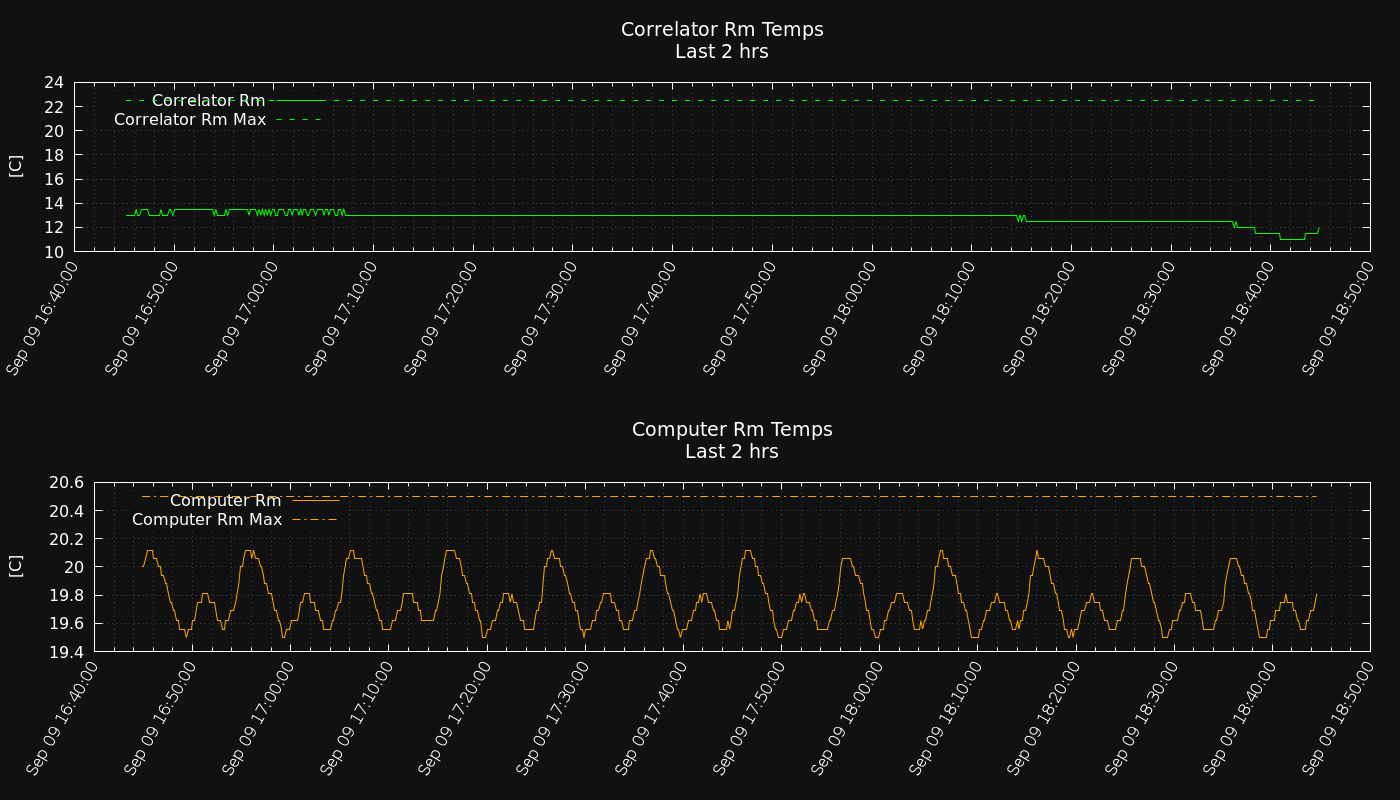 Correlator Rm Temps
Last 2 hrs
[C]
24
22
20
18
16
14
12
10
Correlator Rm
Correlator Rm Max
Sep 09 16:40:00
Sep 09 16:50:00
Sep 09 17:00:00
Sep 09 17:10:00
Sep 09 17:20:00
Sep 09 17:30:00
Sep 09 17:40:00
Sep 09 17:50:00
Sep 09 18:00:00
Sep 09 18:10:00
Sep 09 18:20:00
Sep 09 18:30:00
Sep 09 18:40:00
Sep 09 18:50:00
Computer Rm Temps
Last 2 hrs
[C]
20.6
20.4
20.2
20
19.8
19.6
19.4
Computer Rm
Computer Rm Max
Sep 09 16:40:00
Sep 09 16:50:00
Sep 09 17:00:00
Sep 09 17:10:00
Sep 09 17:20:00
Sep 09 17:30:00
Sep 09 17:40:00
Sep 09 17:50:00
Sep 09 18:00:00
Sep 09 18:10:00
Sep 09 18:20:00
Sep 09 18:30:00
Sep 09 18:40:00
Sep 09 18:50:00